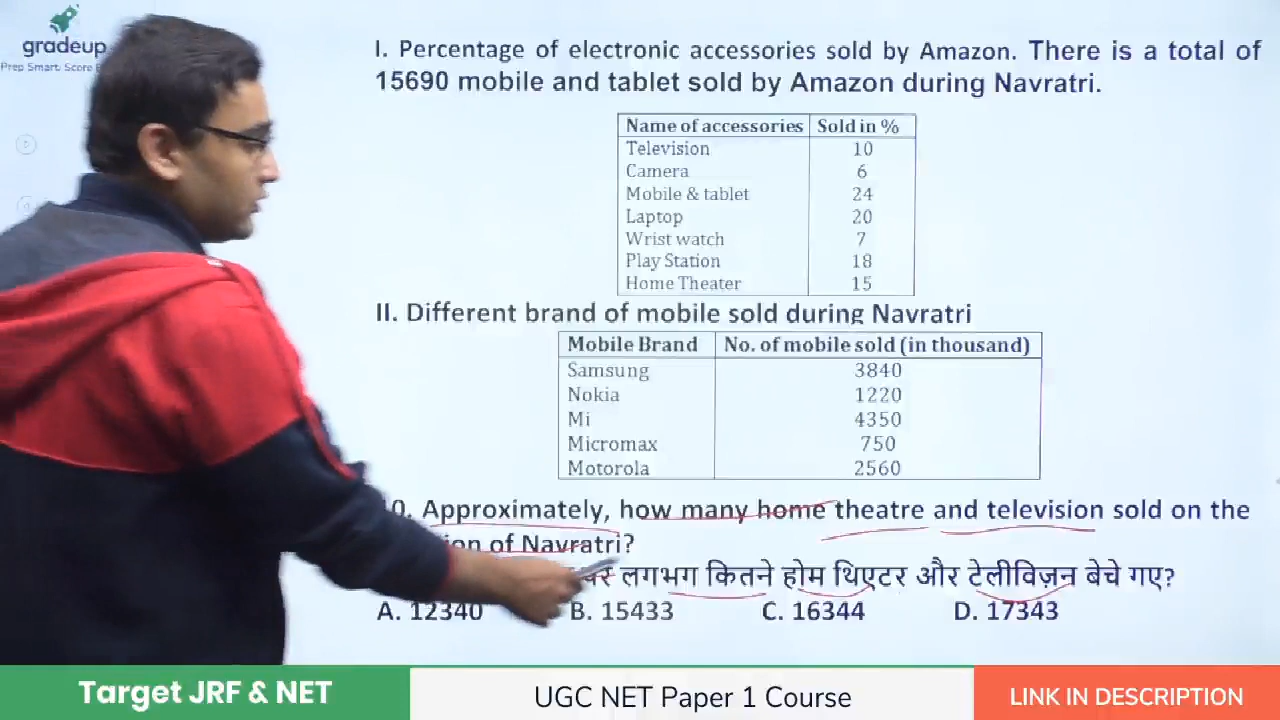 gradeup
Prep Smart. Score
I. Percentage of electronic accessories sold by Amazon. There is a total of
15690 mobile and tablet sold by Amazon during Navratri.
Name of accessories Sold in %
Television 10
Camera 6
Mobile & tablet 24
Laptop 20
Wrist watch 7
Play Station 18
Home Theater 15
II. Different brand of mobile sold during Navratri
Mobile Brand No. of mobile sold (in thousand)
Samsung 3840
Nokia 1220
Mi 4350
Micromax 750
Motorola 2560
0. Approximately, how many home theatre and television sold on the
of Navratri?
पर लगभग कितने होम थिएटर और टेलीविज़न बेचे गए?
A. 12340 B. 15433 C. 16344 D. 17343
Target JRF & NET
UGC NET Paper 1 Course
LINK IN DESCRIPTION